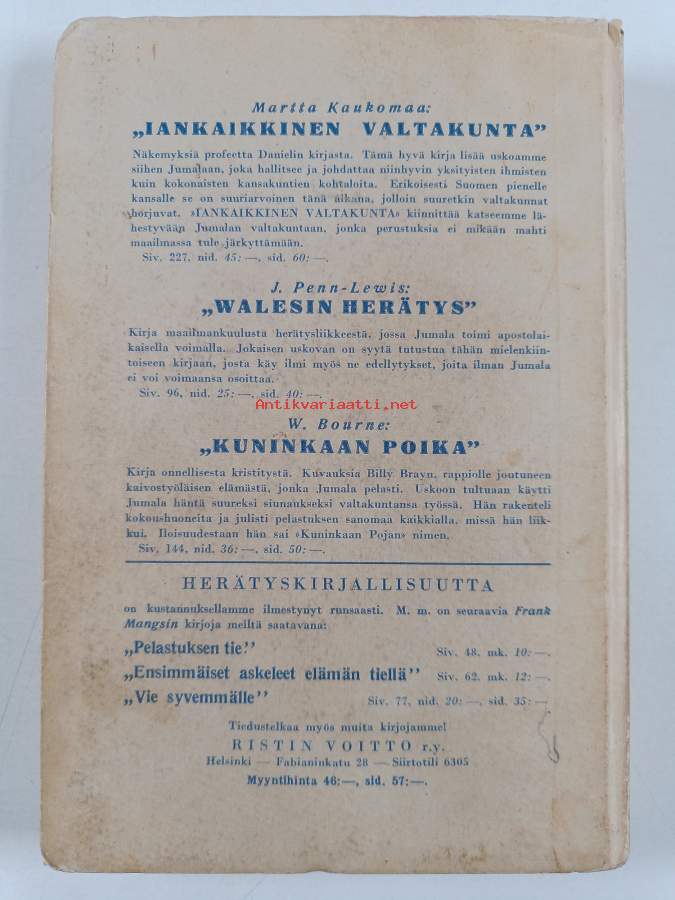 Martta Kaukomaa:
„IANKAIKKINEN VALTAKUNTA”
Näkemyksiä profeetta Danielin kirjasta. Tämä hyvä kirja lisää uskoamme
siihen Jumalaan, joka hallitsee ja johdattaa niinhyvin yksityisten ihmisten
kuin kokonaisten kansakuntien kohtaloita. Erikoisesti Suomen pienelle
kansalle se on suuriarvoinen tänä aikana, jolloin suuretkin valtakunnat
horjuvat. »IANKAIKKINEN VALTAKUNTA» kiinnittää katseemme lä-
hestyvään Jumalan valtakuntaan, jonka perustuksia ei mikään mahti
maailmassa tule järkyttämään.
Siv. 227, nid. 45:—, sid. 60:—.
J. Penn-Lewis:
„WALESIN HERÄTYS”
Kirja maailmankuulusta herätysliikkeestä, jossa Jumala toimi apostolai-
kaisella voimalla. Jokaisen uskovan on syytä tutustua tähän mielenkiin-
toiseen kirjaan, josta käy ilmi myös ne edellytykset, joita ilman Jumala
ei voi voimaansa osoittaa.
Siv. 96, nid. 25:—, sid. 40:—.
Antikvariaatti.net
W. Bourne:
„KUNINKAAN POIKA”
Kirja onnellisesta kristitystä. Kuvauksia Billy Brayn, rappiolle joutuneen
kaivostyöläisen elämästä, jonka Jumala pelasti. Uskoon tultuaan käytti
Jumala häntä suureksi siunaukseksi valtakuntansa työssä. Hän rakenteli
kokoushuoneita ja julisti pelastuksen sanomaa kaikkialla, missä hän liik-
kui. Iloisuudestaan hän sai »Kuninkaan Pojan» nimen.
Siv. 144, nid. 36:—, sid. 50:—.
HERÄTYSKIRJALLISUUTTA
on kustannuksellamme ilmestynyt runsaasti. M. m. on seuraavia Frank
Mangsin kirjoja meiltä saatavana:
„Pelastuksen tie” Siv. 48, mk. 10:—.
„Ensimmäiset askeleet elämän tiellä” Siv. 62, mk. 12:—.
„Vie syvemmälle” Siv. 77, nid. 20:—, sid. 35:—
Tiedustelkaa myös muita kirjojamme!
RISTIN VOITTO r.y.
Helsinki — Fabianinkatu 28 — Siirtotili 6305
Myyntihinta 46:—, sid. 57:—.